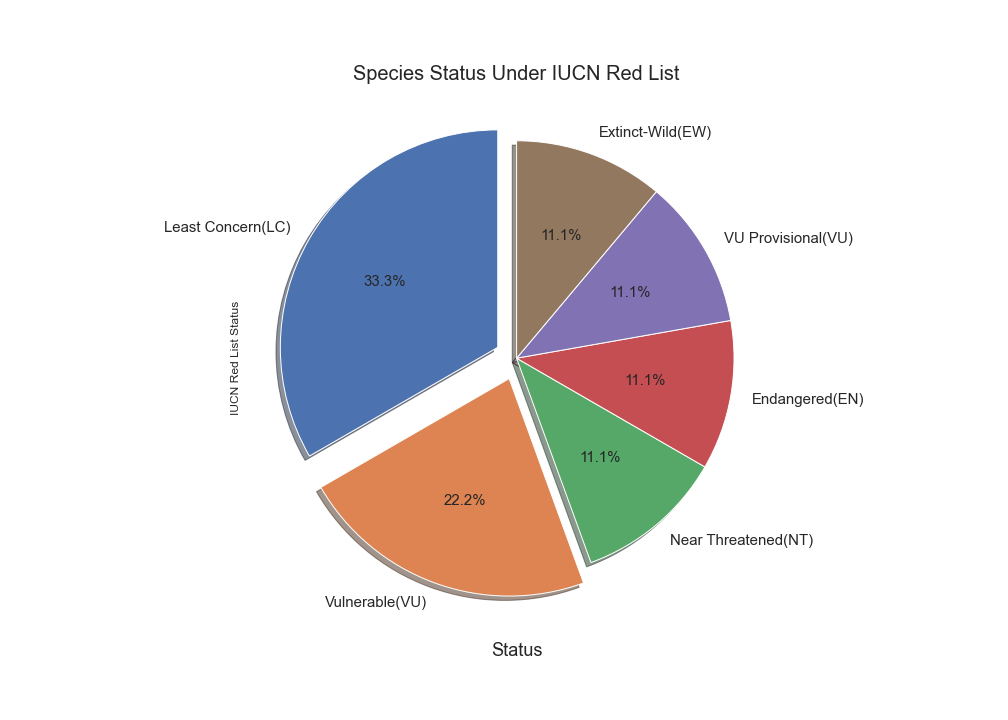 Species Status Under IUCN Red List
Extinct-Wild(EW)
Least Concern(LC)
VU Provisional(VU)
11.1%
33.3%
11.1%
IUCN Red List Status
11.1%
Endangered(EN)
11.1%
22.2%
Near Threatened(NT)
Vulnerable(VU)
Status